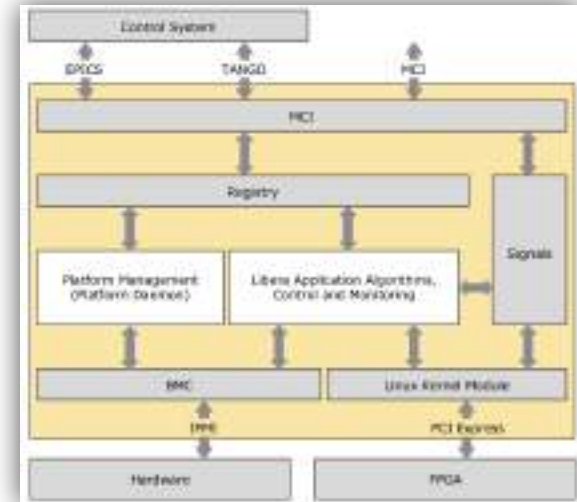 Control System
EPICS TANGO MCI
MCI
Registry
Signals
Platform Management
(Platform Daemon)
Libera Application Algorithms,
Control and Monitoring
BMC
Linux Kernel Module
IPMI PCI Express
Hardware
FPGA